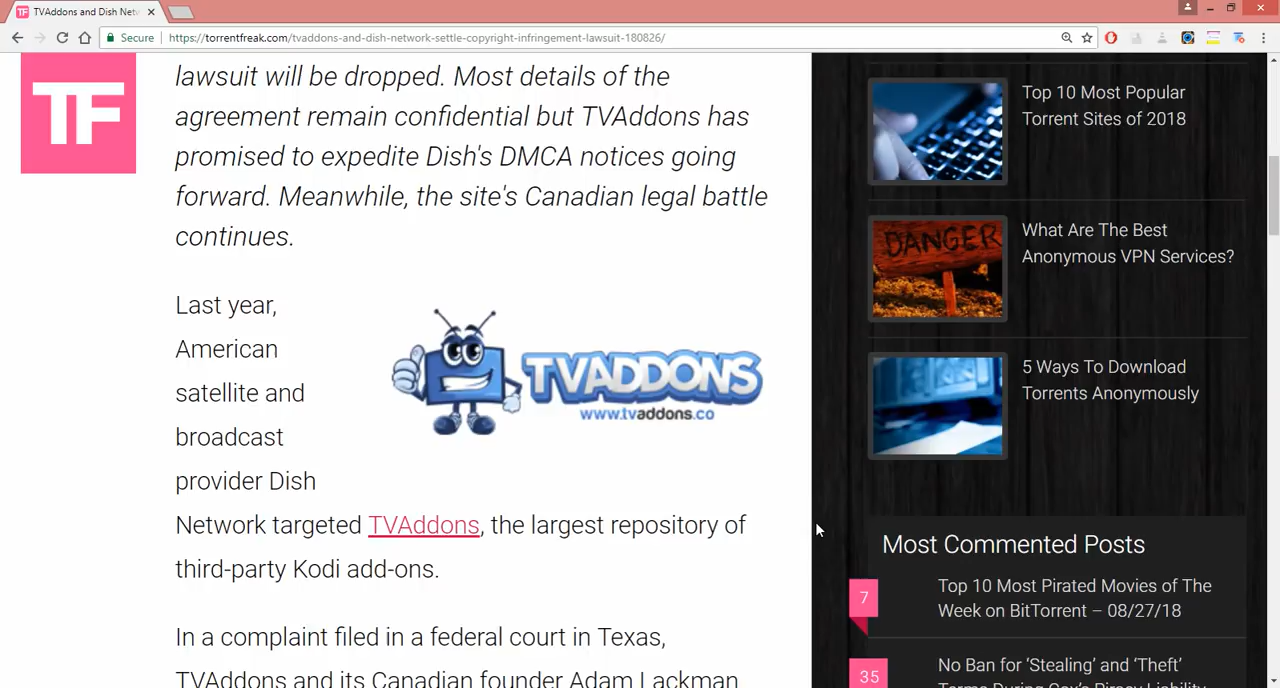 TF TVAddons and Dish Net
Secure https://torrentfreak.com/tvaddons-and-dish-network-settle-copyright-infringement-lawsuit-180826/
TF
lawsuit will be dropped. Most details of the
agreement remain confidential but TVAddons has
promised to expedite Dish's DMCA notices going
forward. Meanwhile, the site's Canadian legal battle
continues.
Last year,
American
satellite and
broadcast
provider Dish
TVADDONS
www.tvaddons.co
Network targeted TVAddons, the largest repository of
third-party Kodi add-ons.
In a complaint filed in a federal court in Texas,
TVAddons and its Canadian founder Adam Lackman
Top 10 Most Popular
Torrent Sites of 2018
DANGER
What Are The Best
Anonymous VPN Services?
5 Ways To Download
Torrents Anonymously
Most Commented Posts
7
Top 10 Most Pirated Movies of The
Week on BitTorrent – 08/27/18
35
No Ban for ‘Stealing’ and ‘Theft’
Terms During Cox's Piracy Liability